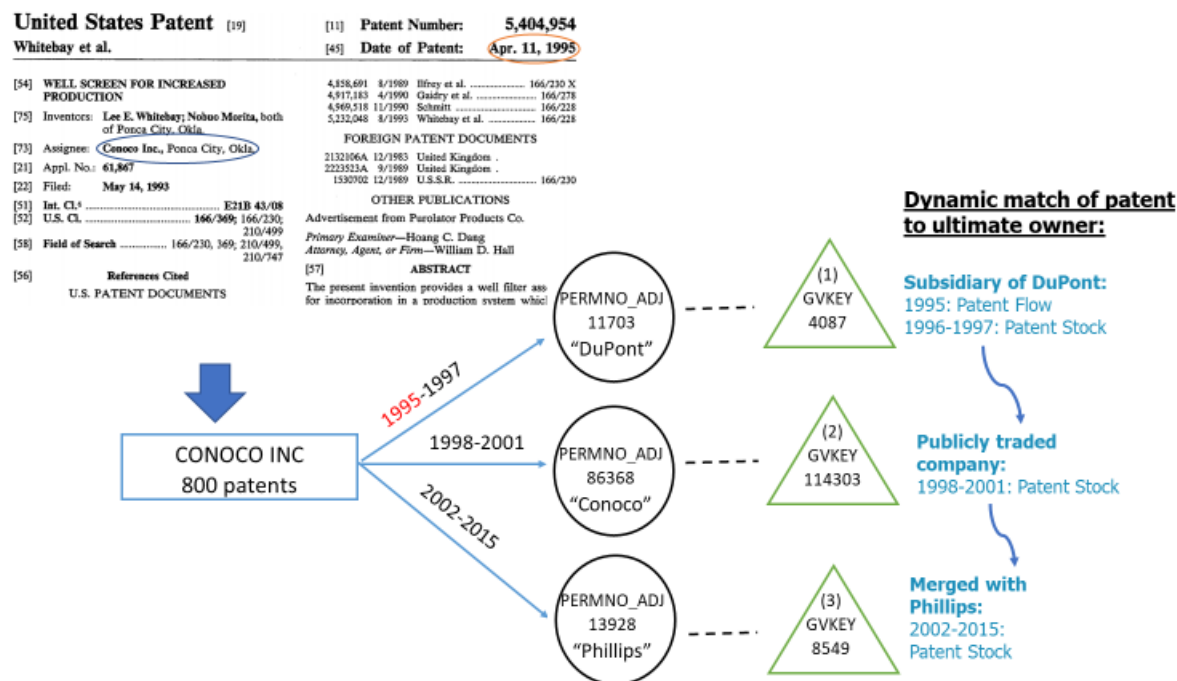 United States Patent [19]
Whitebay et al.
[11] Patent Number: 5,404,954
[45] Date of Patent: Apr. 11, 1995
[54] WELL SCREEN FOR INCREASED
PRODUCTION
[75] Inventors: Lee E. Whitebay; Nobuo Morita, both
of Ponca City, Okla.
[73] Assignee: Conoco Inc., Ponca City, Okla.
[21] Appl. No.: 61,867
[22] Filed: May 14, 1993
[51] Int. Cl.⁶ .......................... E21B 43/08
[52] U.S. Cl. .......................... 166/369; 166/230;
210/499
[58] Field of Search .............. 166/230, 369; 210/499,
210/747
[56] References Cited
U.S. PATENT DOCUMENTS
4,858,691 8/1989 Ilfrey et al. .................. 166/230 X
4,917,183 4/1990 Gaidry et al. .................. 166/278
4,969,518 11/1990 Schmitt .................. 166/228
5,232,048 8/1993 Whitebay et al. .................. 166/228
FOREIGN PATENT DOCUMENTS
2132106A 12/1983 United Kingdom .
2223523A 9/1989 United Kingdom .
1530702 12/1989 U.S.S.R. .................. 166/230
OTHER PUBLICATIONS
Advertisement from Purolator Products Co.
Primary Examiner—Hoang C. Dang
Attorney, Agent, or Firm—William D. Hall
[57] ABSTRACT
The present invention provides a well filter ass
for incorporation in a production system whicl
CONOCO INC
800 patents
1995-1997
1998-2001
2002-2015
PERMNO_ADJ
11703
“DuPont”
PERMNO_ADJ
86368
“Conoco”
PERMNO_ADJ
13928
“Phillips”
(1)
GVKEY
4087
(2)
GVKEY
114303
(3)
GVKEY
8549
Dynamic match of patent
to ultimate owner:
Subsidiary of DuPont:
1995: Patent Flow
1996-1997: Patent Stock
Publicly traded
company:
1998-2001: Patent Stock
Merged with
Phillips:
2002-2015:
Patent Stock